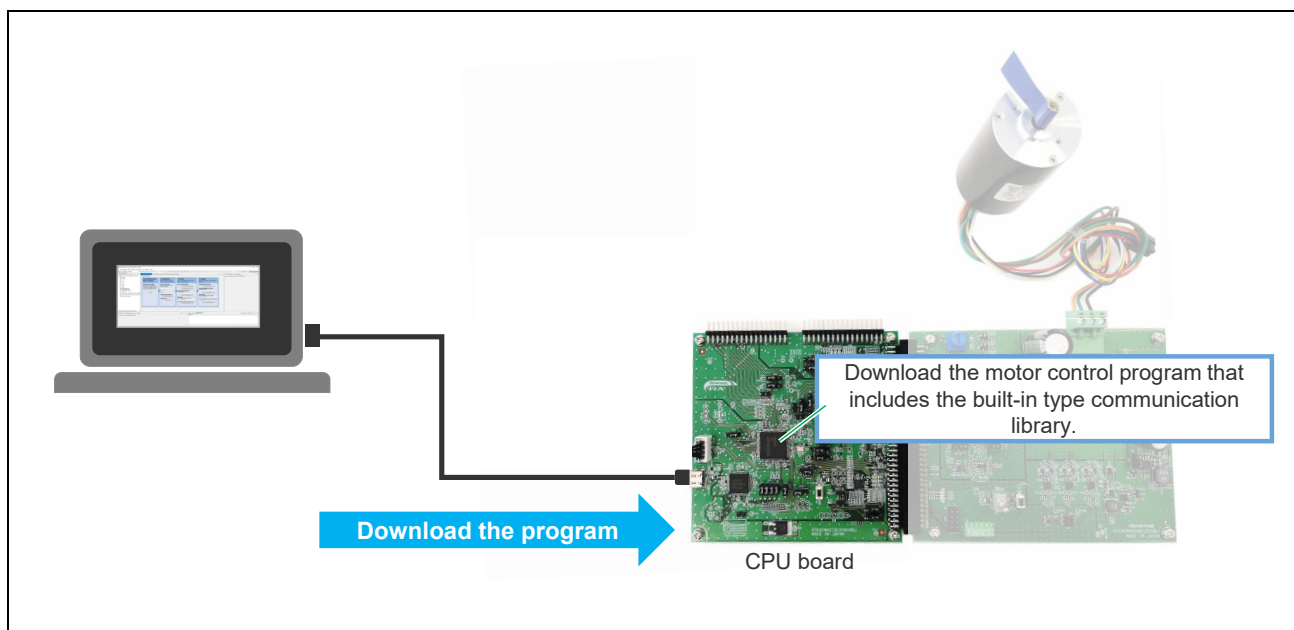 Download the motor control program that
includes the built-in type communication
library.
Download the program
CPU board